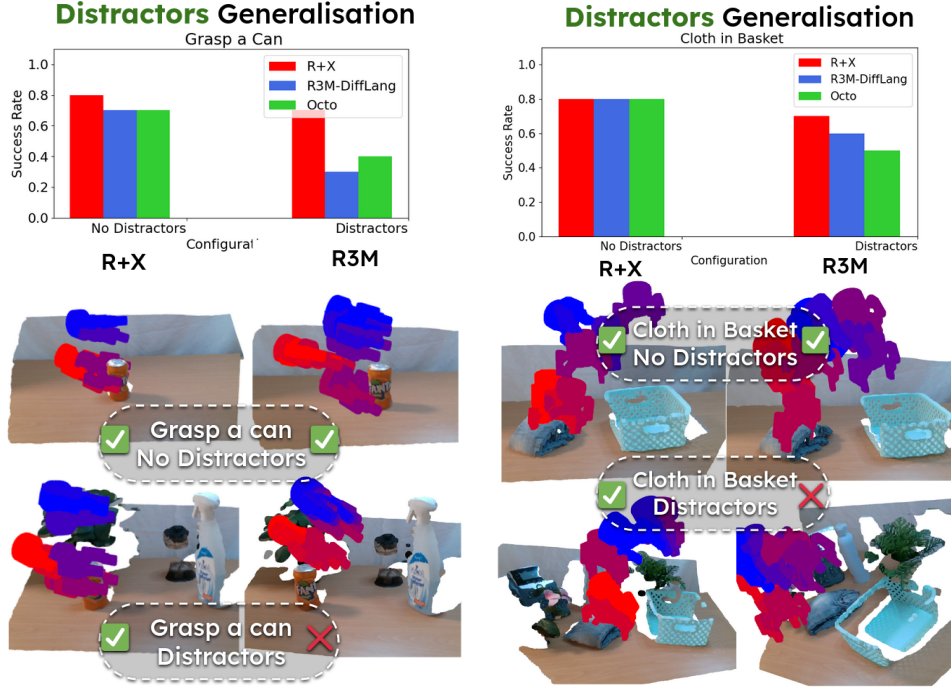 Distractors Generalisation
Grasp a Can
1.0
0.8
0.6
0.4
0.2
0.0
Success Rate
R+X
R3M-DiffLang
Octo
No Distractors
Distractors
R+X
R3M
Grasp a can
No Distractors
Grasp a can
Distractors
Distractors Generalisation
Cloth in Basket
1.0
0.8
0.6
0.4
0.2
0.0
Success Rate
R+X
R3M-DiffLang
Octo
No Distractors
Distractors
Configuration
R+X
R3M
Cloth in Basket
No Distractors
Cloth in Basket
Distractors